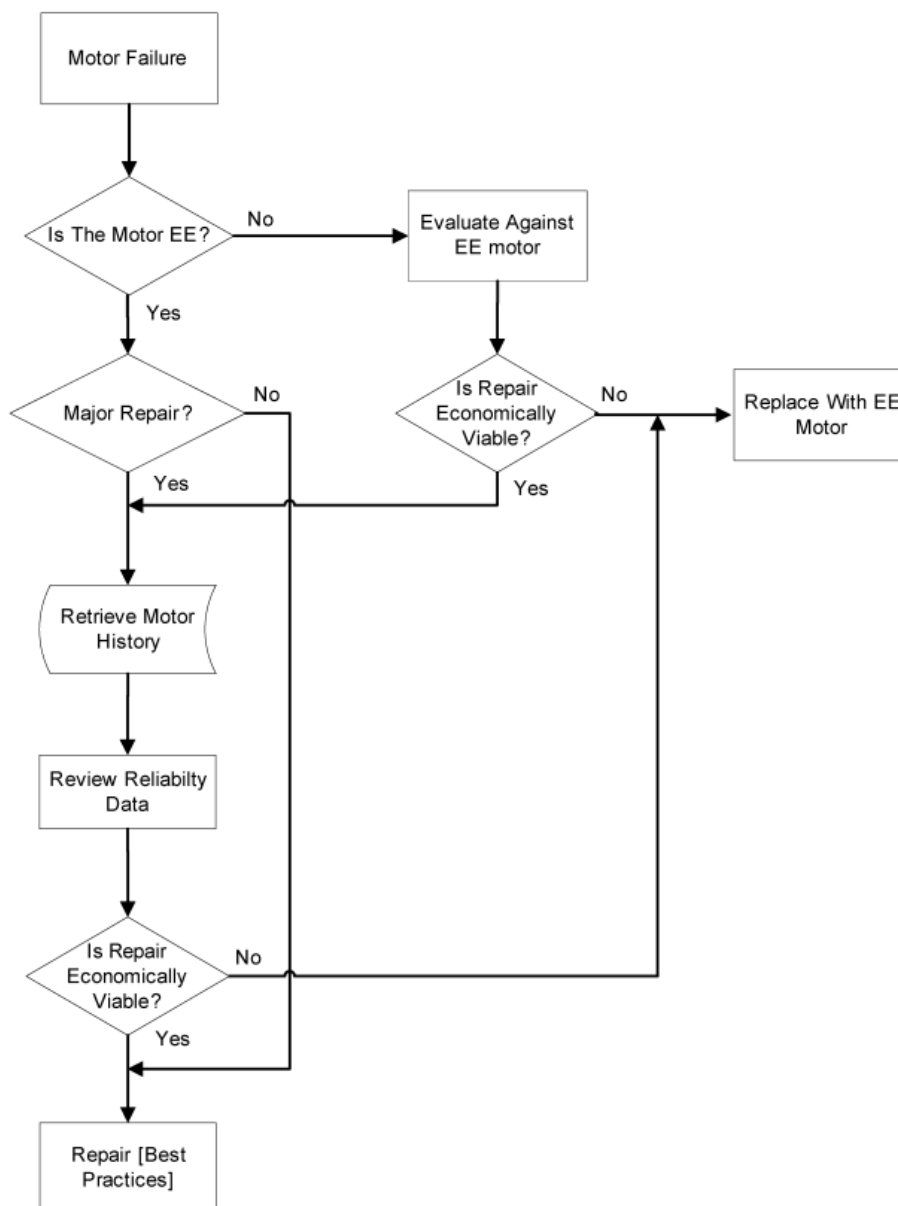 Motor Failure
Is The Motor EE?
No
Evaluate Against
EE motor
Yes
Major Repair?
No
Is Repair
Economically
Viable?
No
Replace With EE
Motor
Yes
Yes
Retrieve Motor
History
Review Reliabilty
Data
Is Repair
Economically
Viable?
No
Yes
Repair [Best
Practices]